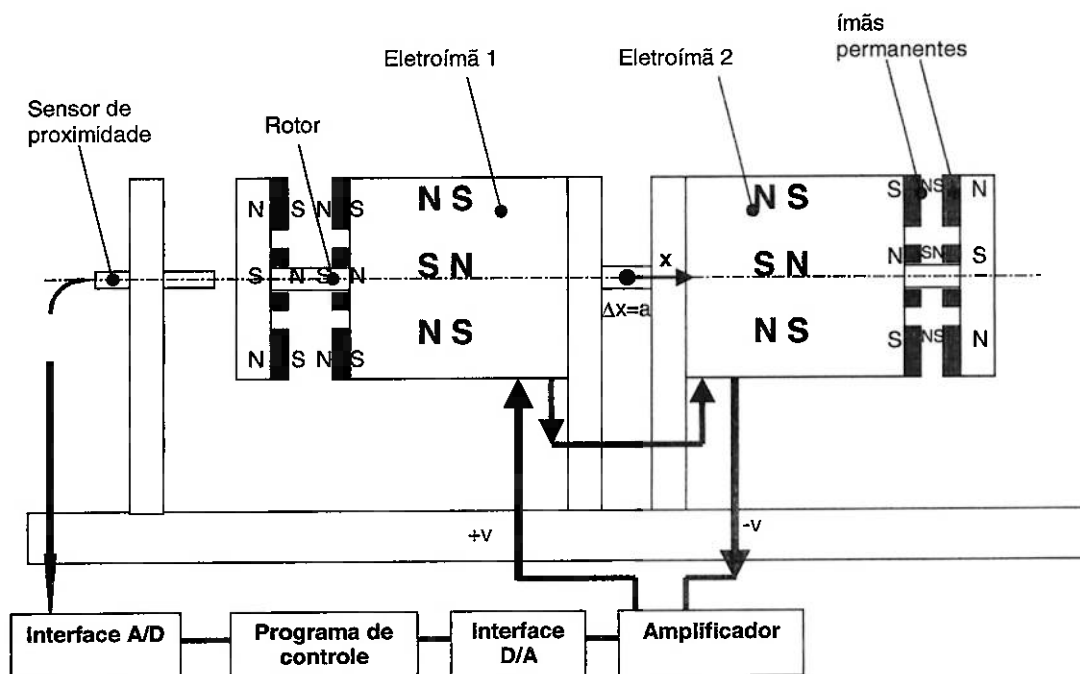 ímãs
permanentes
Eletroímã 1
Eletroímã 2
Sensor de
proximidade
Rotor
N S N S
N S
N S
S NS N
S N S N
S N
S N
x
N SN S
Δx=a
N S N S
N S
N S
S NS N
+v
-v
Interface A/D
Programa de
controle
Interface
D/A
Amplificador